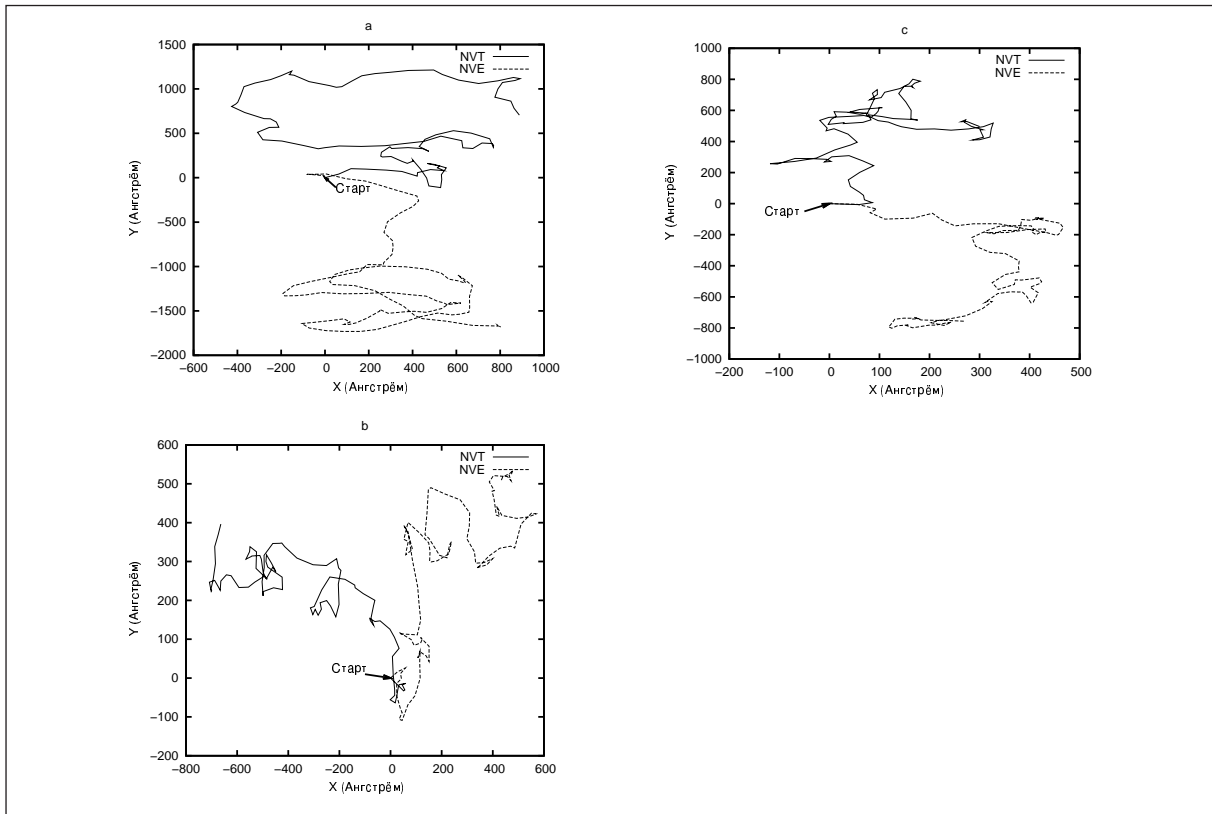 a
NVT
NVE
1500
1000
500
0
−500
−1000
−1500
−2000
Y (Ангстрём)
Старт
−600 −400 −200 0 200 400 600 800 1000
X (Ангстрём)
c
NVT
NVE
1000
800
600
400
200
0
−200
−400
−600
−800
−1000
Y (Ангстрём)
Старт
−200 −100 0 100 200 300 400 500
X (Ангстрём)
b
NVT
NVE
600
500
400
300
200
100
0
−100
−200
Y (Ангстрём)
Старт
−800 −600 −400 −200 0 200 400 600
X (Ангстрём)